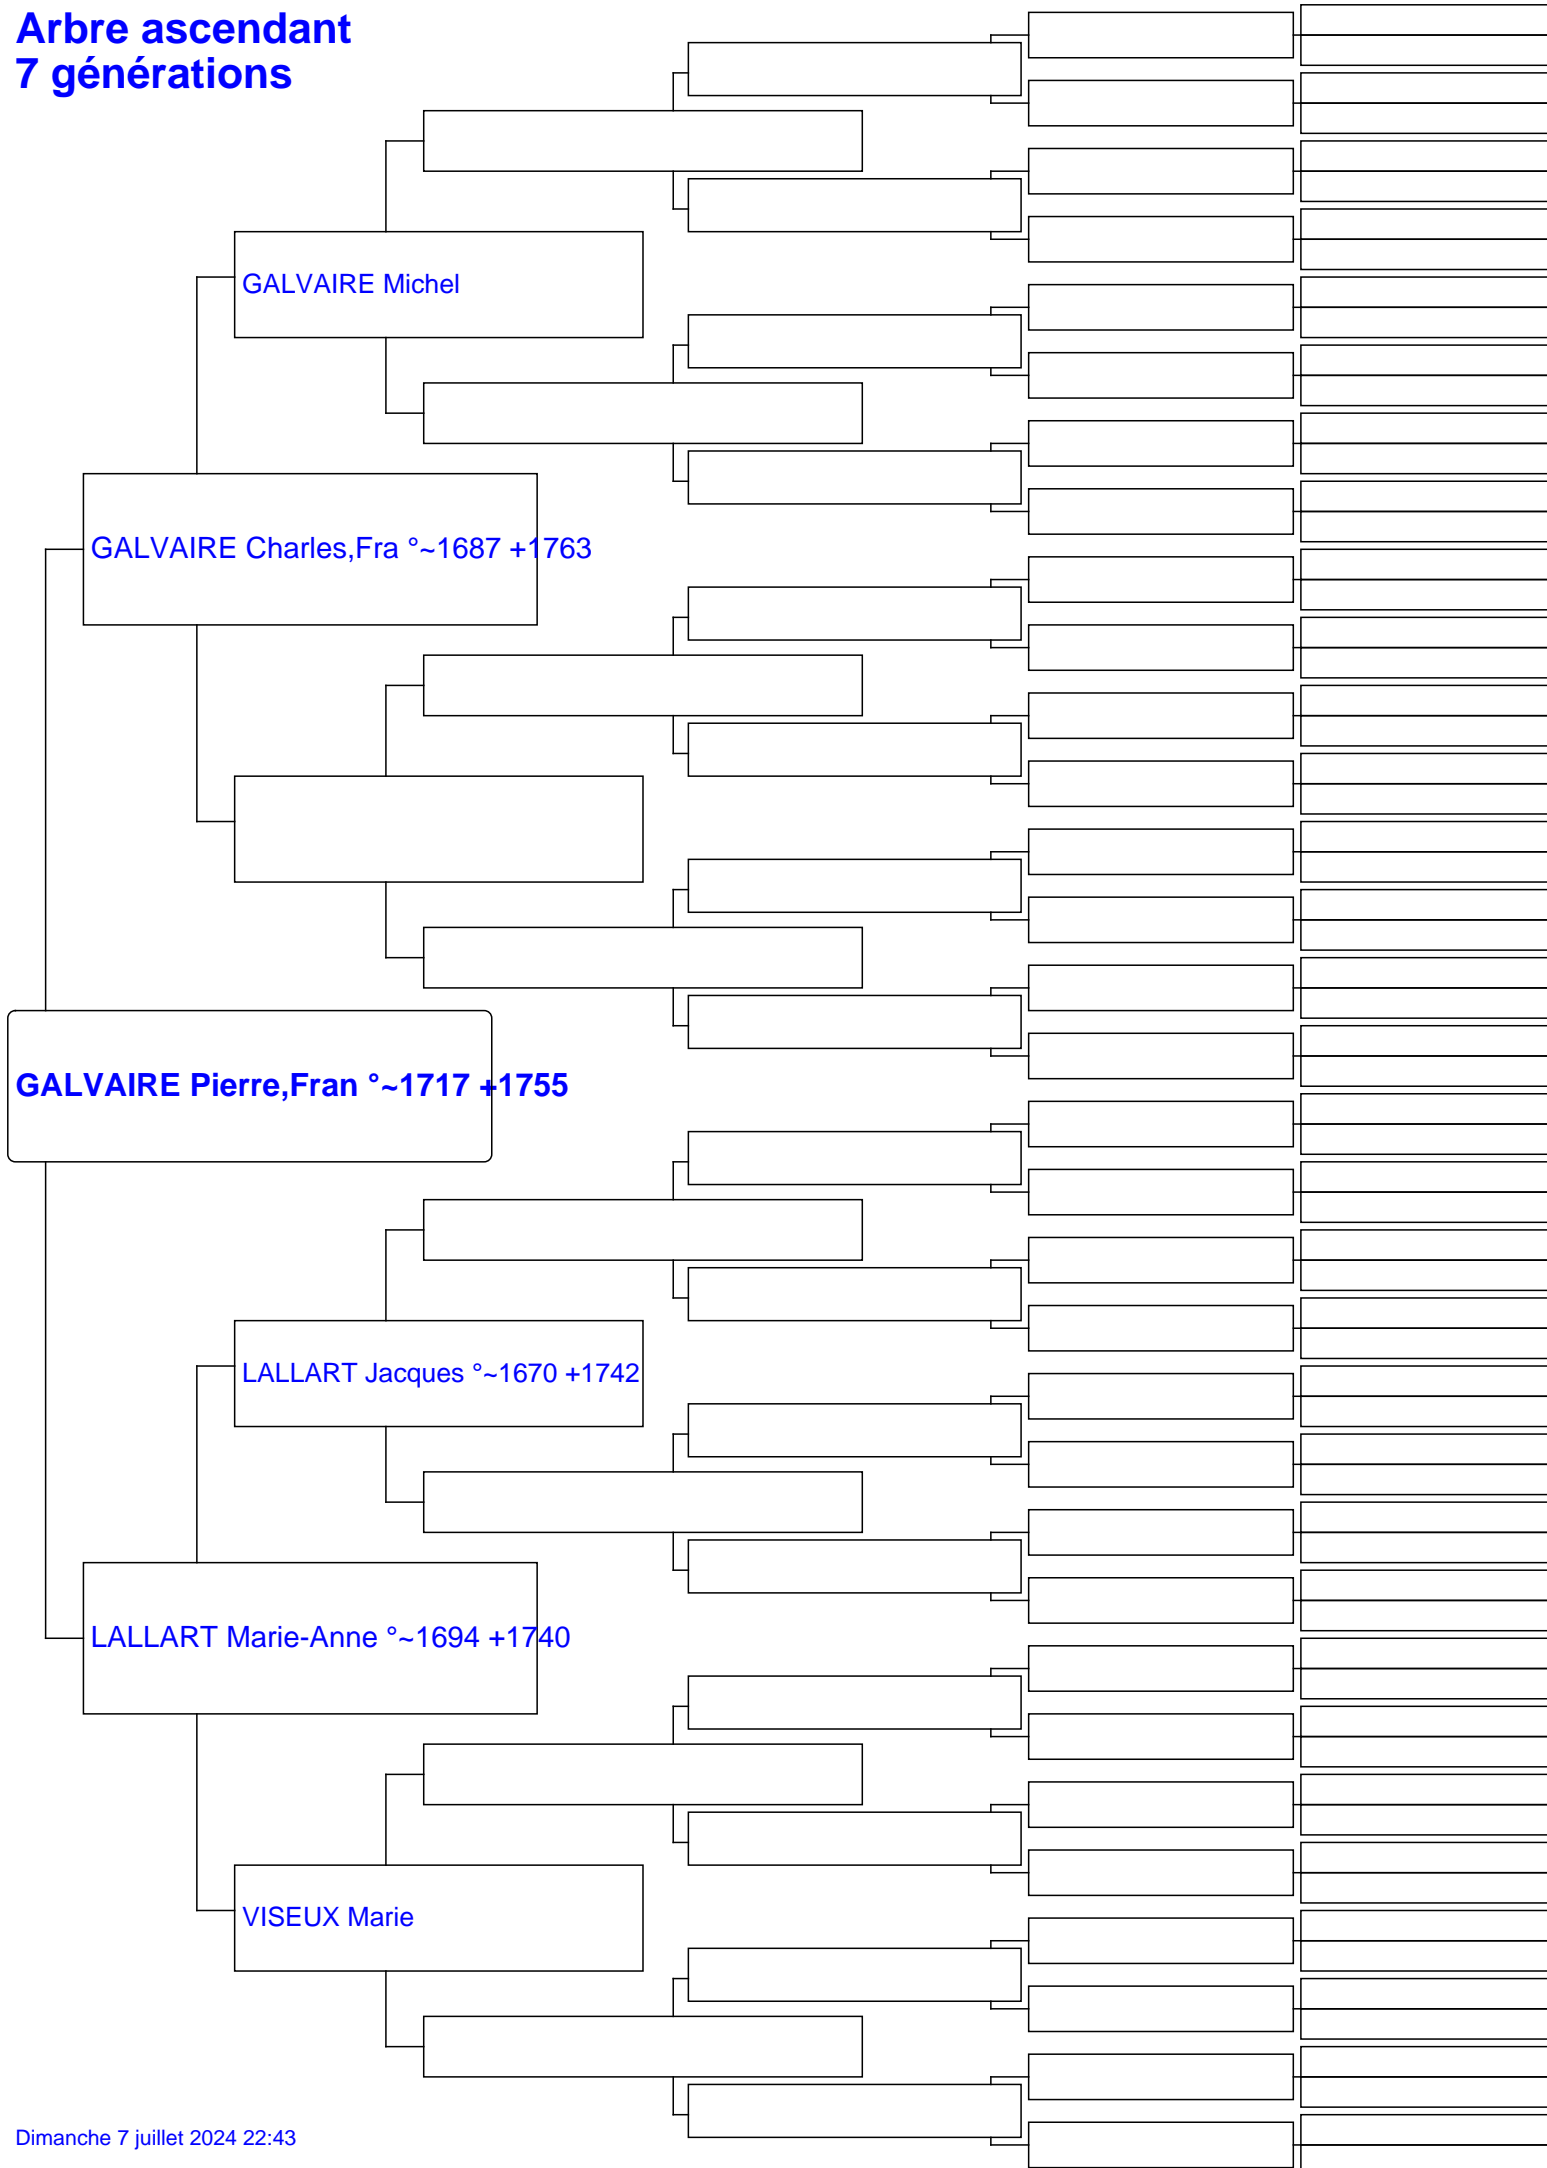 Arbre ascendant
7 générations
GALVAIRE Michel
GALVAIRE Charles,Fra °~1687 +1763
GALVAIRE Pierre,Fran °~1717 +1755
LALLART Jacques °~1670 +1742
LALLART Marie-Anne °~1694 +1740
VISEUX Marie
Dimanche 7 juillet 2024 22:43